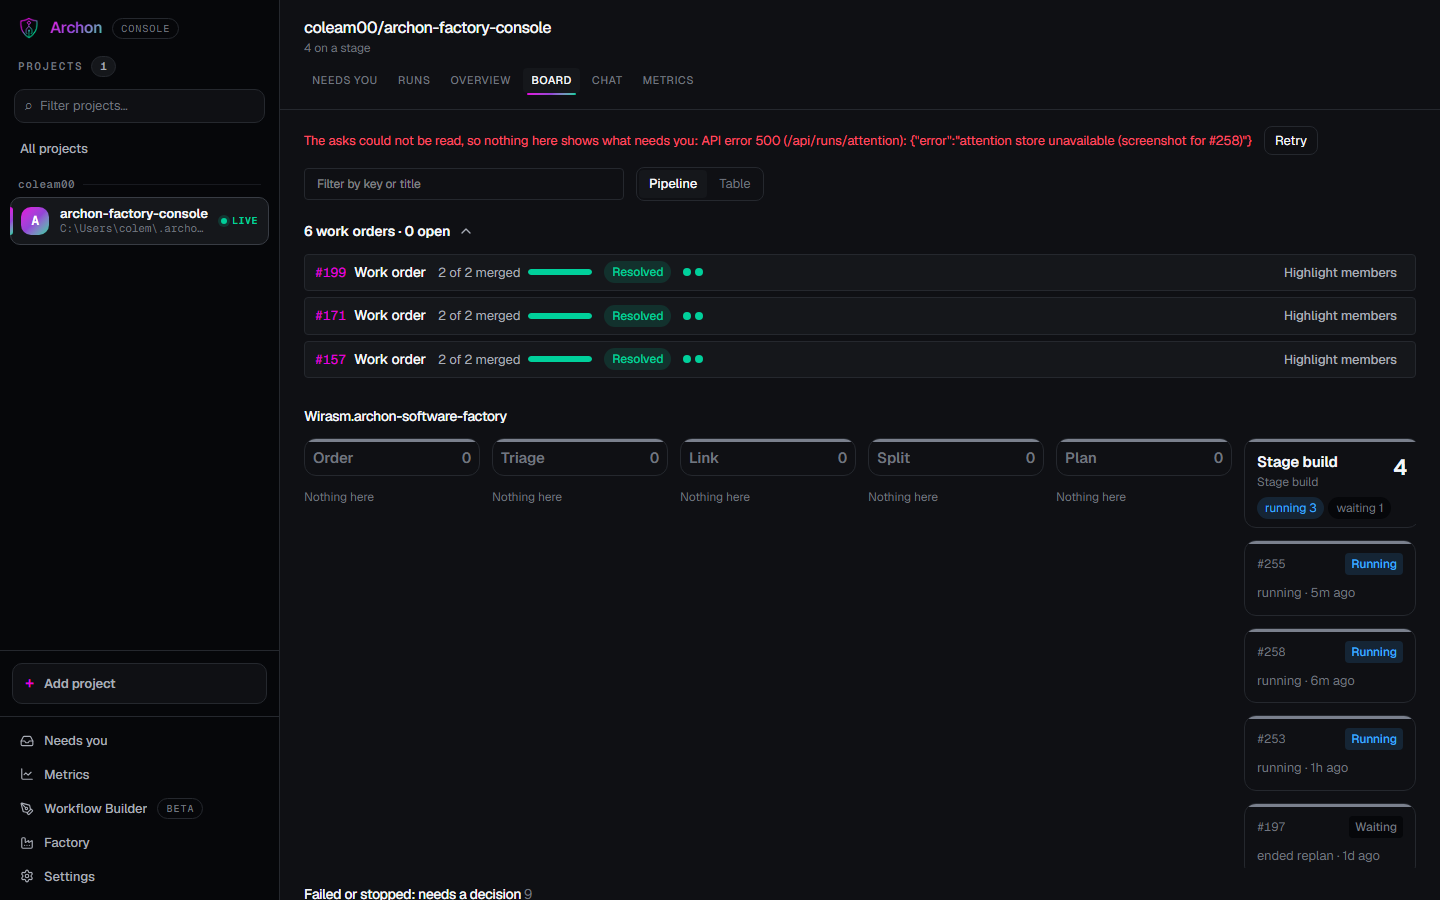 Archon CONSOLE
PROJECTS 1
Filter projects...
All projects
coleam00
A archon-factory-console LIVE
C:\Users\colem\.archo…
+ Add project
Needs you
Metrics
Workflow Builder BETA
Factory
Settings
coleam00/archon-factory-console
4 on a stage
NEEDS YOU RUNS OVERVIEW BOARD CHAT METRICS
The asks could not be read, so nothing here shows what needs you: API error 500 (/api/runs/attention): {"error":"attention store unavailable (screenshot for #258)"} Retry
Filter by key or title Pipeline Table
6 work orders · 0 open
#199 Work order 2 of 2 merged Resolved Highlight members
#171 Work order 2 of 2 merged Resolved Highlight members
#157 Work order 2 of 2 merged Resolved Highlight members
Wirasm.archon-software-factory
Order 0
Nothing here
Triage 0
Nothing here
Link 0
Nothing here
Split 0
Nothing here
Plan 0
Nothing here
Stage build 4
Stage build
running 3 waiting 1
#255 Running
running · 5m ago
#258 Running
running · 6m ago
#253 Running
running · 1h ago
#197 Waiting
ended replan · 1d ago
Failed or stopped: needs a decision 9